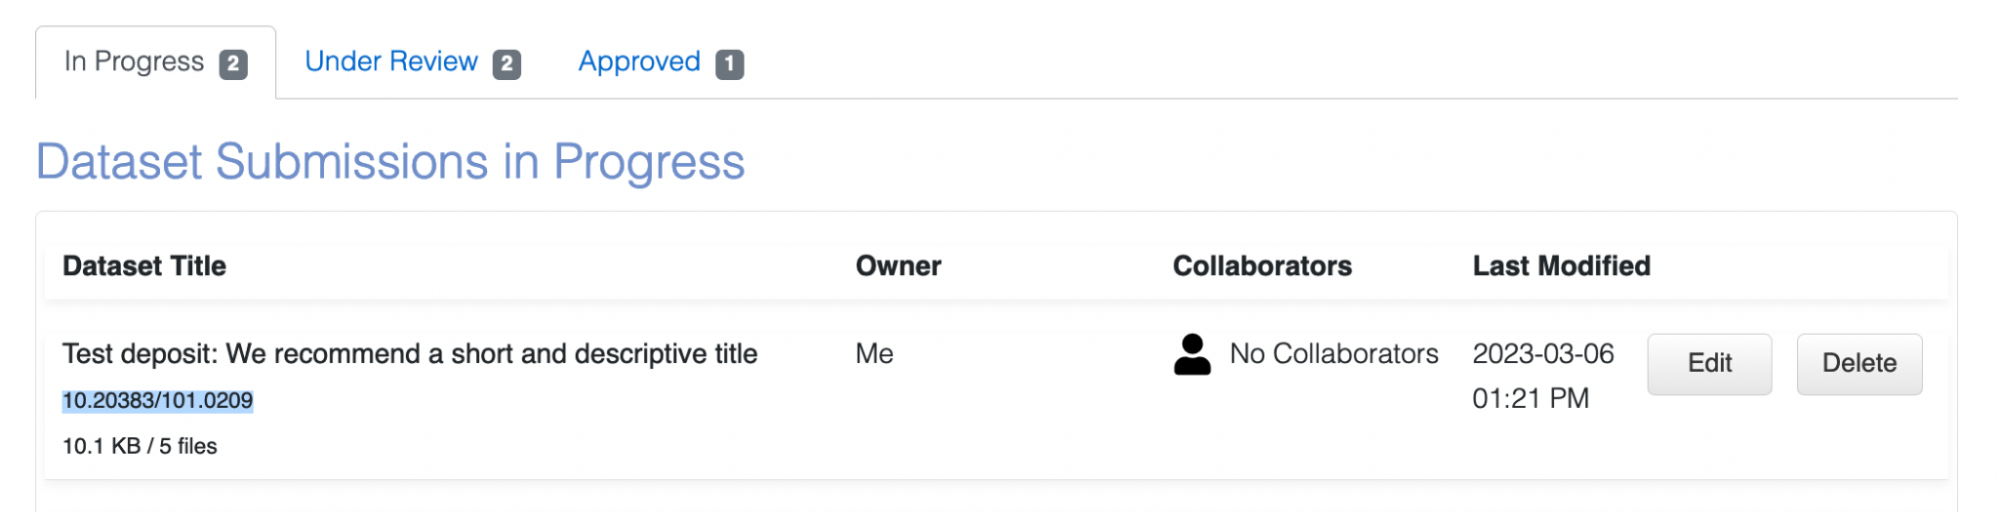 In Progress 2 Under Review 2 Approved 1
Dataset Submissions in Progress
Dataset Title Owner Collaborators Last Modified
Test deposit: We recommend a short and descriptive title Me No Collaborators 2023-03-06 Edit Delete
10.20383/101.0209 01:21 PM
10.1 KB / 5 files